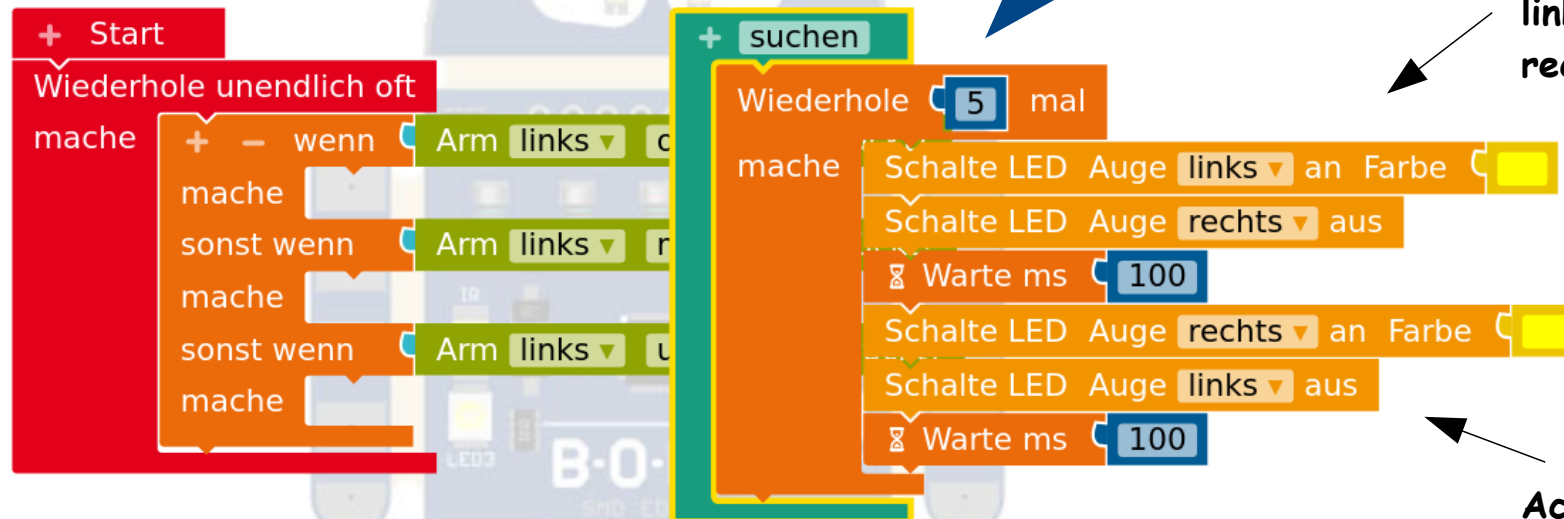 + Start
Wiederhole unendlich oft
mache
+ − wenn Arm links
mache
sonst wenn Arm links
mache
sonst wenn Arm links
mache
IR
LED3
B-O-
+ suchen
Wiederhole 5 mal
mache
Schalte LED Auge links an Farbe
Schalte LED Auge rechts aus
Warte ms 100
Schalte LED Auge rechts an Farbe
Schalte LED Auge links aus
Warte ms 100